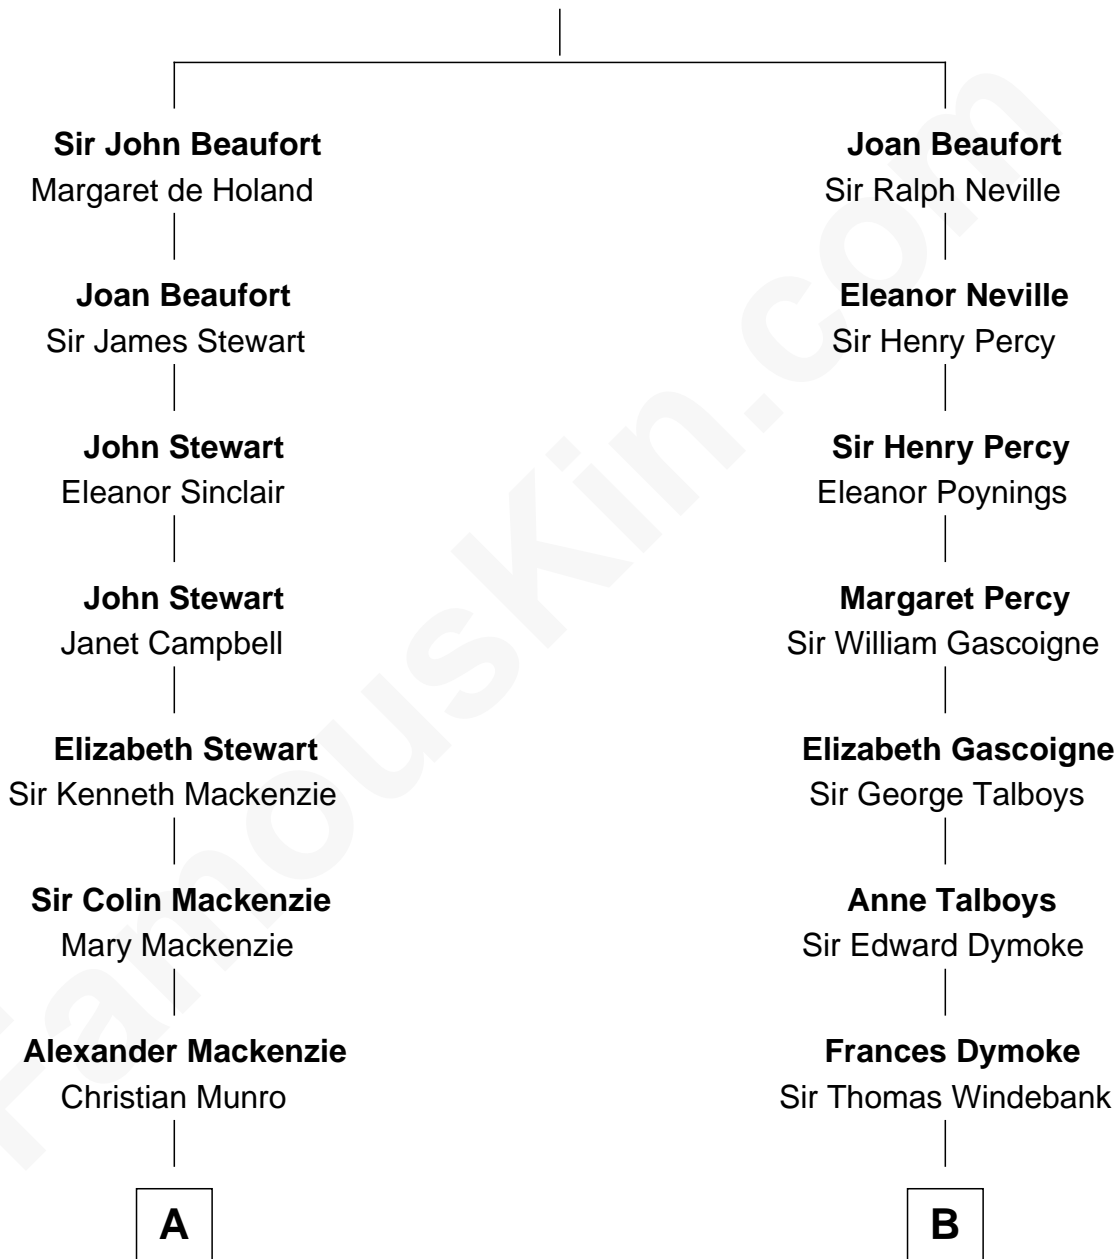 Sir John Beaufort
Margaret de Holand
Joan Beaufort
Sir James Stewart
John Stewart
Eleanor Sinclair
John Stewart
Janet Campbell
Elizabeth Stewart
Sir Kenneth Mackenzie
Sir Colin Mackenzie
Mary Mackenzie
Alexander Mackenzie
Christian Munro
A
Joan Beaufort
Sir Ralph Neville
Eleanor Neville
Sir Henry Percy
Sir Henry Percy
Eleanor Poynings
Margaret Percy
Sir William Gascoigne
Elizabeth Gascoigne
Sir George Talboys
Anne Talboys
Sir Edward Dymoke
Frances Dymoke
Sir Thomas Windebank
B
FamousKin.com